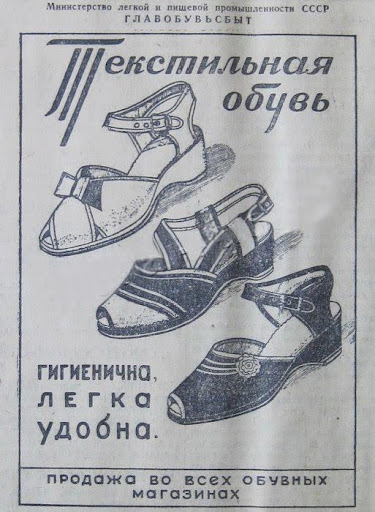 Министерство легкой и пищевой промышленности СССР
ГЛАВОБУВЬСБЫТ
Текстильная
обувь
ГИГИЕНИЧНА,
ЛЕГКА
УДОБНА.
ПРОДАЖА ВО ВСЕХ ОБУВНЫХ
МАГАЗИНАХ